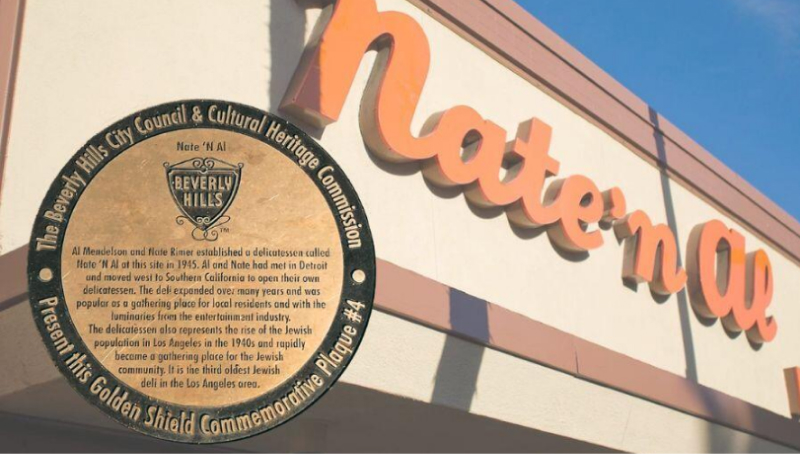 Nate 'n Al
The Beverly Hills City Council & Cultural Heritage Commission
Nate 'N Al
BEVERLY
HILLS
TM
Al Mendelson and Nate Rimer established a delicatessen called
Nate 'N Al at this site in 1945. Al and Nate had met in Detroit
and moved west to Southern California to open their own
delicatessen. The deli expanded over many years and was
popular as a gathering place for local residents and with the
luminaries from the entertainment industry.
The delicatessen also represents the rise of the Jewish
population in Los Angeles in the 1940s and rapidly
became a gathering place for the Jewish
community. It is the third oldest Jewish
deli in the Los Angeles area.
Present this Golden Shield Commemorative Plaque #4